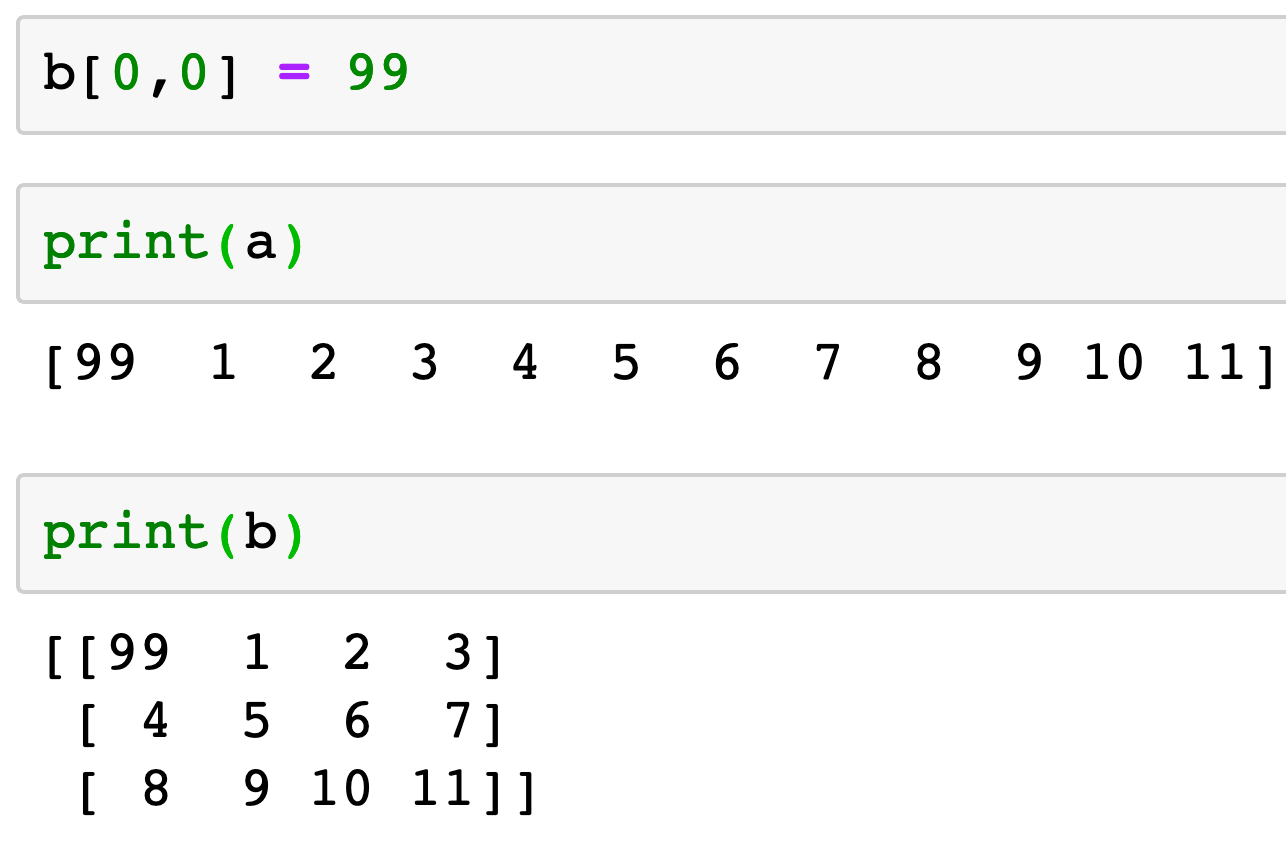 b[0,0] = 99
print(a)
[99  1  2  3  4  5  6  7  8  9 10 11]
print(b)
[[99  1  2  3]
 [ 4  5  6  7]
 [ 8  9 10 11]]